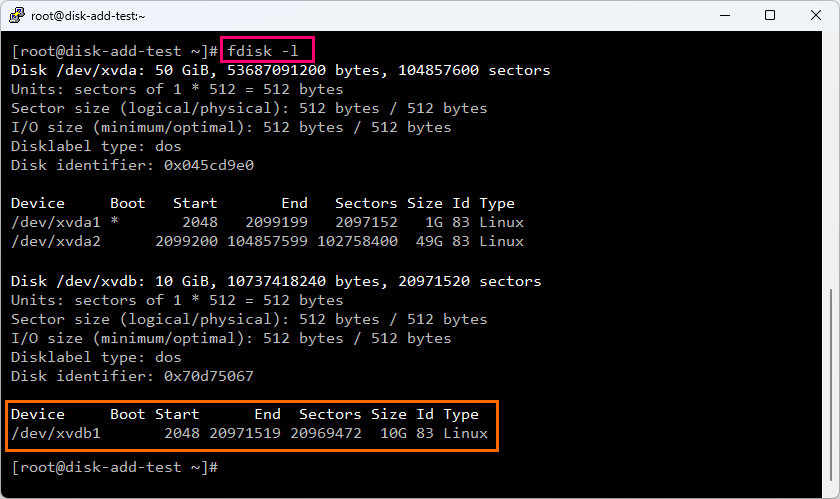 root@disk-add-test:~
[root@disk-add-test ~]# fdisk -l
Disk /dev/xvda: 50 GiB, 53687091200 bytes, 104857600 sectors
Units: sectors of 1 * 512 = 512 bytes
Sector size (logical/physical): 512 bytes / 512 bytes
I/O size (minimum/optimal): 512 bytes / 512 bytes
Disklabel type: dos
Disk identifier: 0x045cd9e0
Device     Boot   Start       End   Sectors Size Id Type
/dev/xvda1 *       2048   2099199   2097152   1G 83 Linux
/dev/xvda2      2099200 104857599 102758400  49G 83 Linux
Disk /dev/xvdb: 10 GiB, 10737418240 bytes, 20971520 sectors
Units: sectors of 1 * 512 = 512 bytes
Sector size (logical/physical): 512 bytes / 512 bytes
I/O size (minimum/optimal): 512 bytes / 512 bytes
Disklabel type: dos
Disk identifier: 0x70d75067
Device     Boot Start      End  Sectors Size Id Type
/dev/xvdb1       2048 20971519 20969472  10G 83 Linux
[root@disk-add-test ~]#